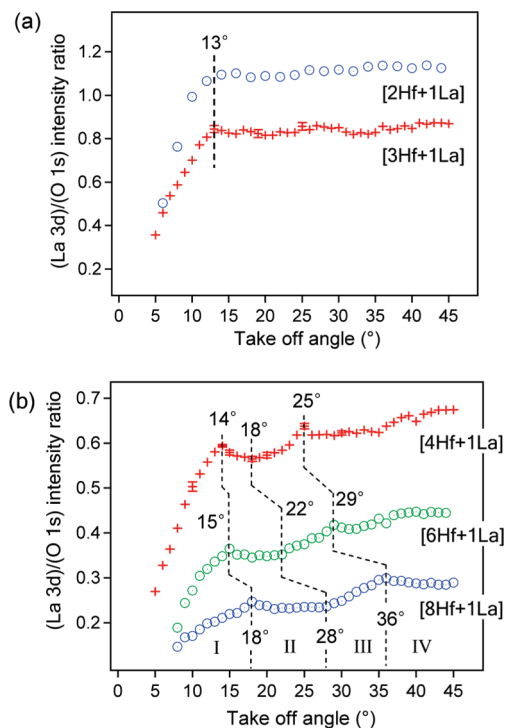 (a)
13°
[2Hf+1La]
[3Hf+1La]
(La 3d)/(O 1s) intensity ratio
1.2
1.0
0.8
0.6
0.4
0.2
0 5 10 15 20 25 30 35 40 45
Take off angle (°)
(b)
14° 18° 25°
[4Hf+1La]
15° 22° 29°
[6Hf+1La]
[8Hf+1La]
18° 28° 36°
I II III IV
(La 3d)/(O 1s) intensity ratio
0.7
0.6
0.5
0.4
0.3
0.2
0 5 10 15 20 25 30 35 40 45
Take off angle (°)